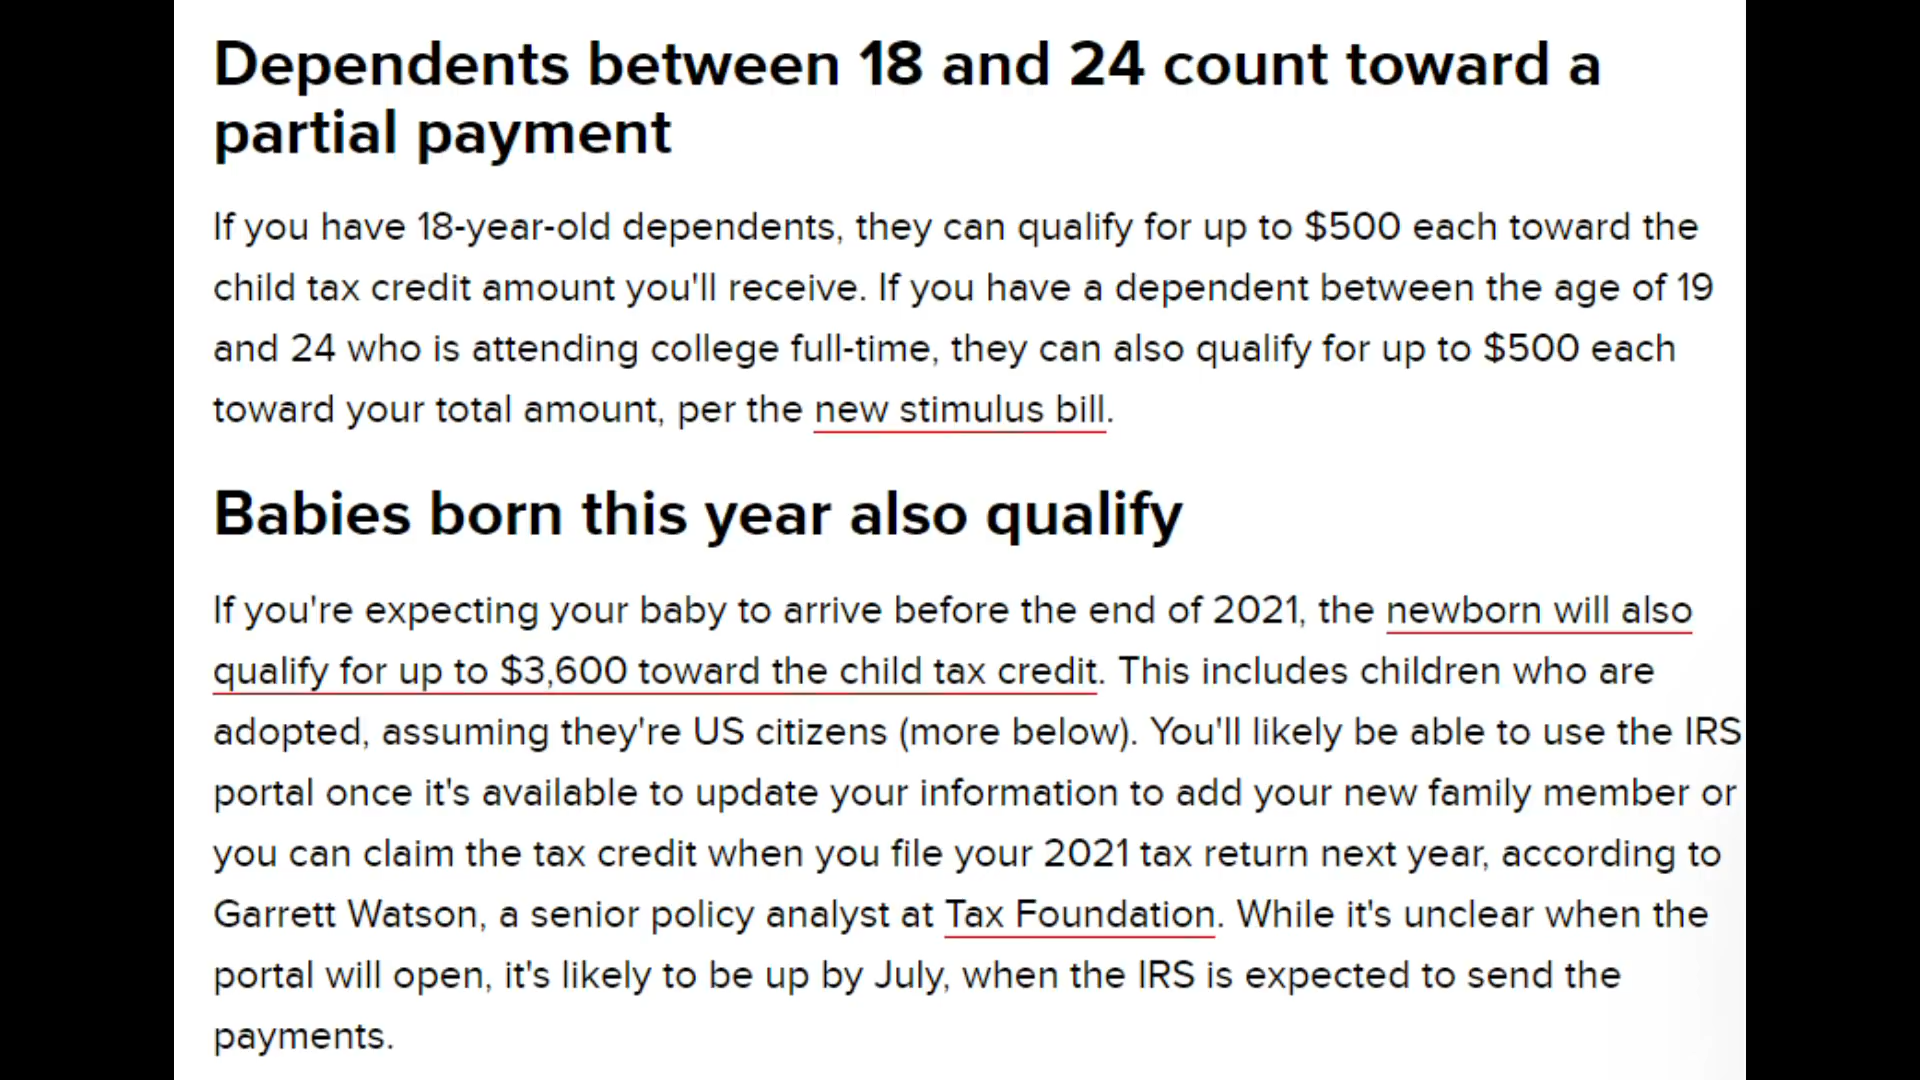 Dependents between 18 and 24 count toward a
partial payment
If you have 18-year-old dependents, they can qualify for up to $500 each toward the
child tax credit amount you'll receive. If you have a dependent between the age of 19
and 24 who is attending college full-time, they can also qualify for up to $500 each
toward your total amount, per the new stimulus bill.
Babies born this year also qualify
If you're expecting your baby to arrive before the end of 2021, the newborn will also
qualify for up to $3,600 toward the child tax credit. This includes children who are
adopted, assuming they're US citizens (more below). You'll likely be able to use the IRS
portal once it's available to update your information to add your new family member or
you can claim the tax credit when you file your 2021 tax return next year, according to
Garrett Watson, a senior policy analyst at Tax Foundation. While it's unclear when the
portal will open, it's likely to be up by July, when the IRS is expected to send the
payments.